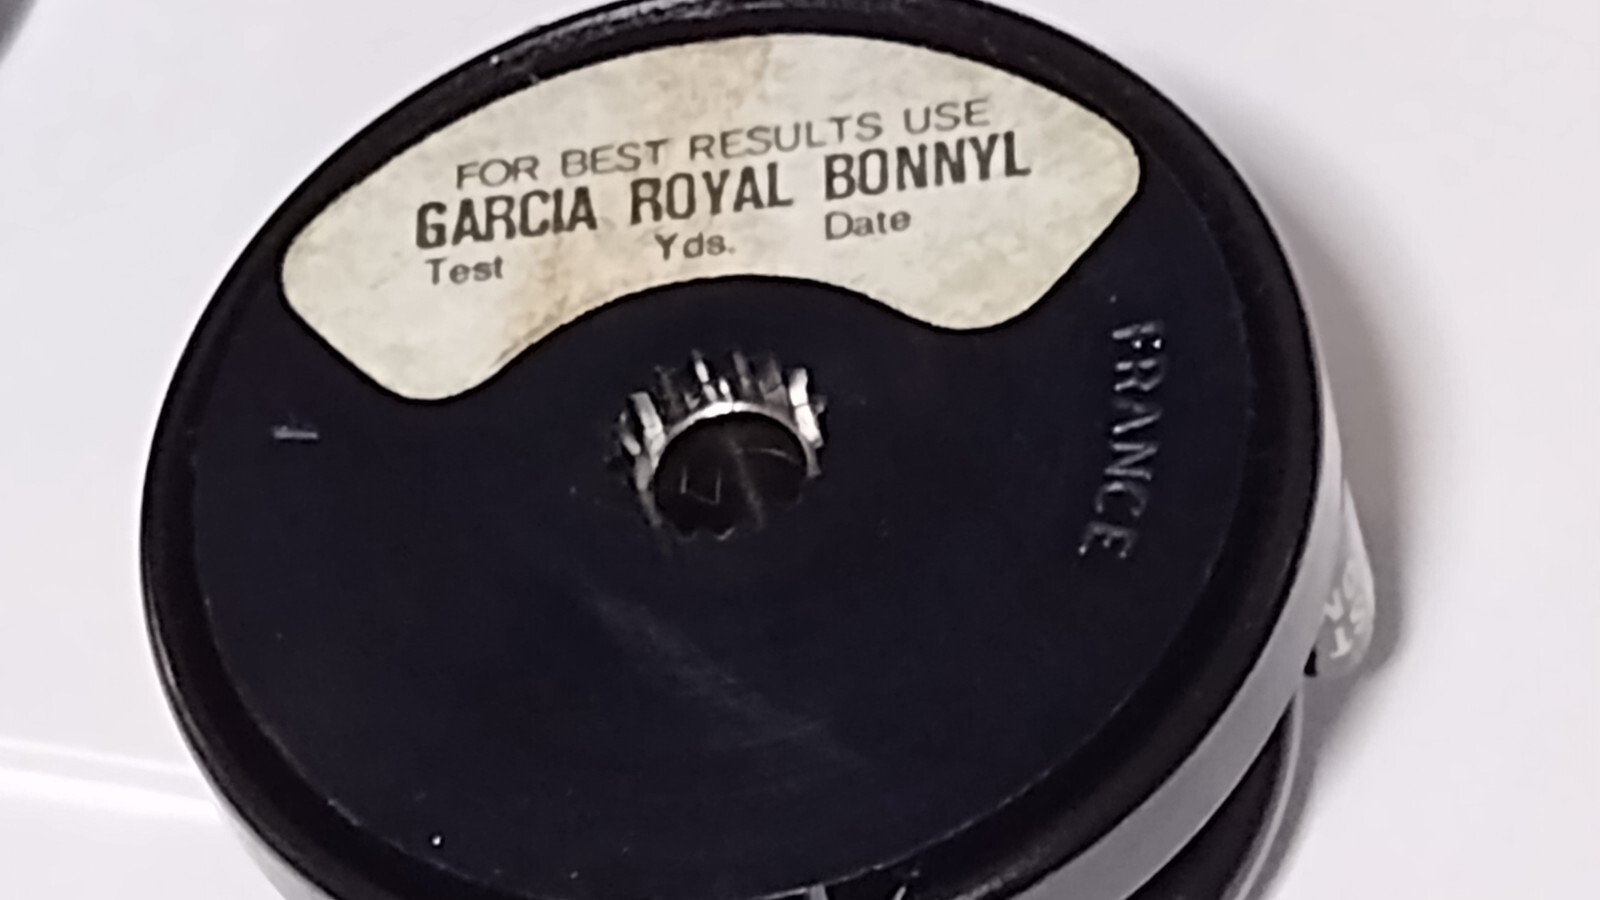 FOR BEST RESULTS USE
GARCIA ROYAL BONNYL
Test Yds. Date
FRANCE